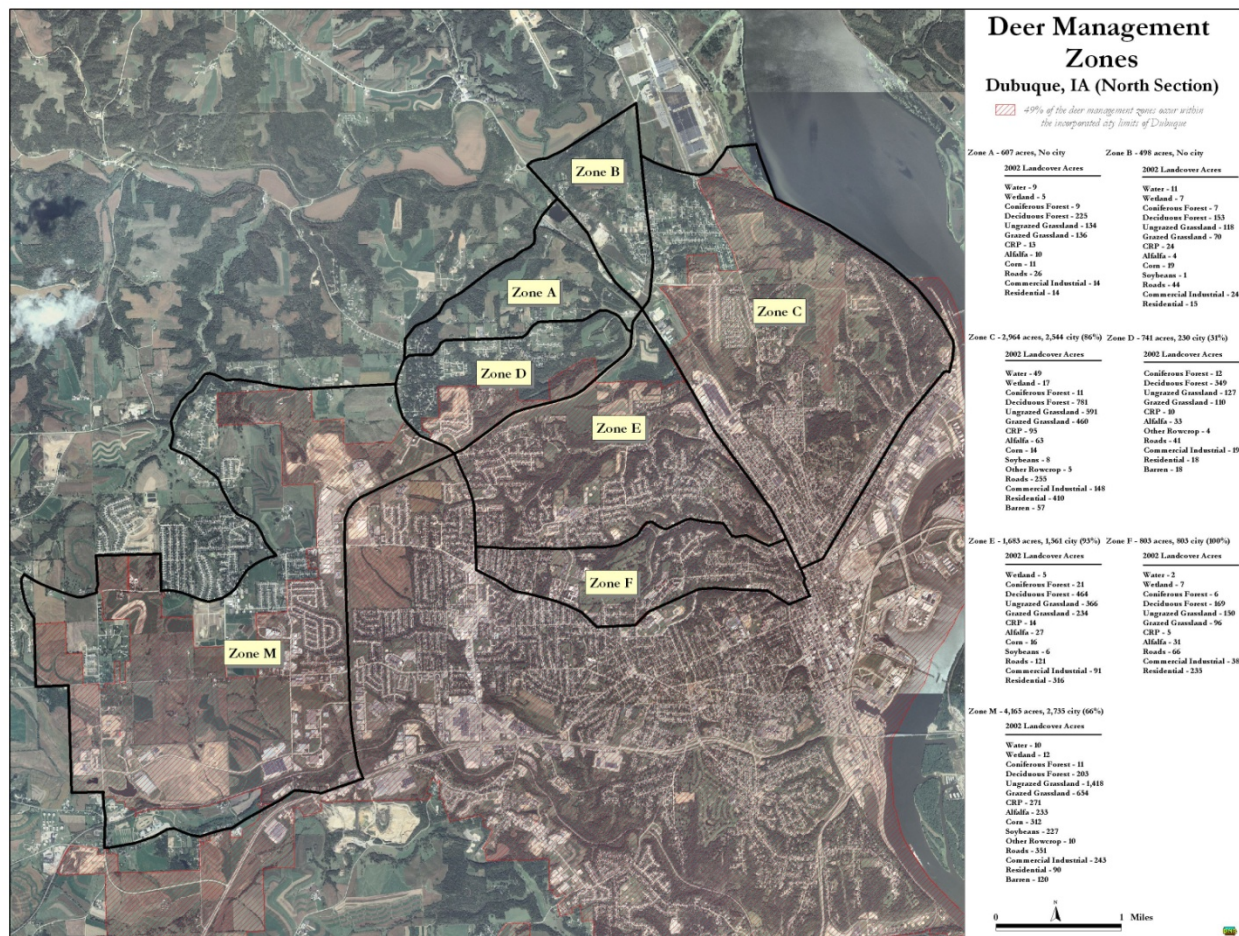 Deer Management
Zones
Dubuque, IA (North Section)
49% of the deer management zones occur within
the incorporated city limits of Dubuque
Zone A - 607 acres, No city
2002 Landcover Acres
Water - 9
Wetland - 5
Coniferous Forest - 9
Deciduous Forest - 225
Ungrazed Grassland - 134
Grazed Grassland - 136
CRP - 13
Alfalfa - 10
Corn - 11
Roads - 26
Commercial Industrial - 14
Residential - 14
Zone B - 498 acres, No city
2002 Landcover Acres
Water - 11
Wetland - 7
Coniferous Forest - 7
Deciduous Forest - 153
Ungrazed Grassland - 118
Grazed Grassland - 70
CRP - 24
Alfalfa - 4
Corn - 19
Soybeans - 1
Roads - 44
Commercial Industrial - 24
Residential - 15
Zone C - 2,964 acres, 2,544 city (86%)
2002 Landcover Acres
Water - 49
Wetland - 17
Coniferous Forest - 11
Deciduous Forest - 781
Ungrazed Grassland - 591
Grazed Grassland - 460
CRP - 95
Alfalfa - 63
Corn - 14
Soybeans - 8
Other Rowcrop - 5
Roads - 255
Commercial Industrial - 148
Residential - 410
Barren - 57
Zone D - 741 acres, 230 city (31%)
2002 Landcover Acres
Coniferous Forest - 12
Deciduous Forest - 349
Ungrazed Grassland - 127
Grazed Grassland - 110
CRP - 10
Alfalfa - 33
Other Rowcrop - 4
Roads - 41
Commercial Industrial - 19
Residential - 18
Barren - 18
Zone E - 1,683 acres, 1,561 city (93%)
2002 Landcover Acres
Wetland - 5
Coniferous Forest - 21
Deciduous Forest - 464
Ungrazed Grassland - 366
Grazed Grassland - 234
CRP - 14
Alfalfa - 27
Corn - 16
Soybeans - 6
Roads - 121
Commercial Industrial - 91
Residential - 316
Zone F - 803 acres, 803 city (100%)
2002 Landcover Acres
Water - 2
Wetland - 7
Coniferous Forest - 6
Deciduous Forest - 169
Ungrazed Grassland - 150
Grazed Grassland - 96
CRP - 5
Alfalfa - 31
Roads - 66
Commercial Industrial - 38
Residential - 235
Zone M - 4,165 acres, 2,735 city (66%)
2002 Landcover Acres
Water - 10
Wetland - 12
Coniferous Forest - 11
Deciduous Forest - 203
Ungrazed Grassland - 1,418
Grazed Grassland - 654
CRP - 271
Alfalfa - 233
Corn - 312
Soybeans - 227
Other Rowcrop - 10
Roads - 351
Commercial Industrial - 243
Residential - 90
Barren - 120
N
0 1 Miles
Zone B
Zone A
Zone C
Zone D
Zone E
Zone F
Zone M